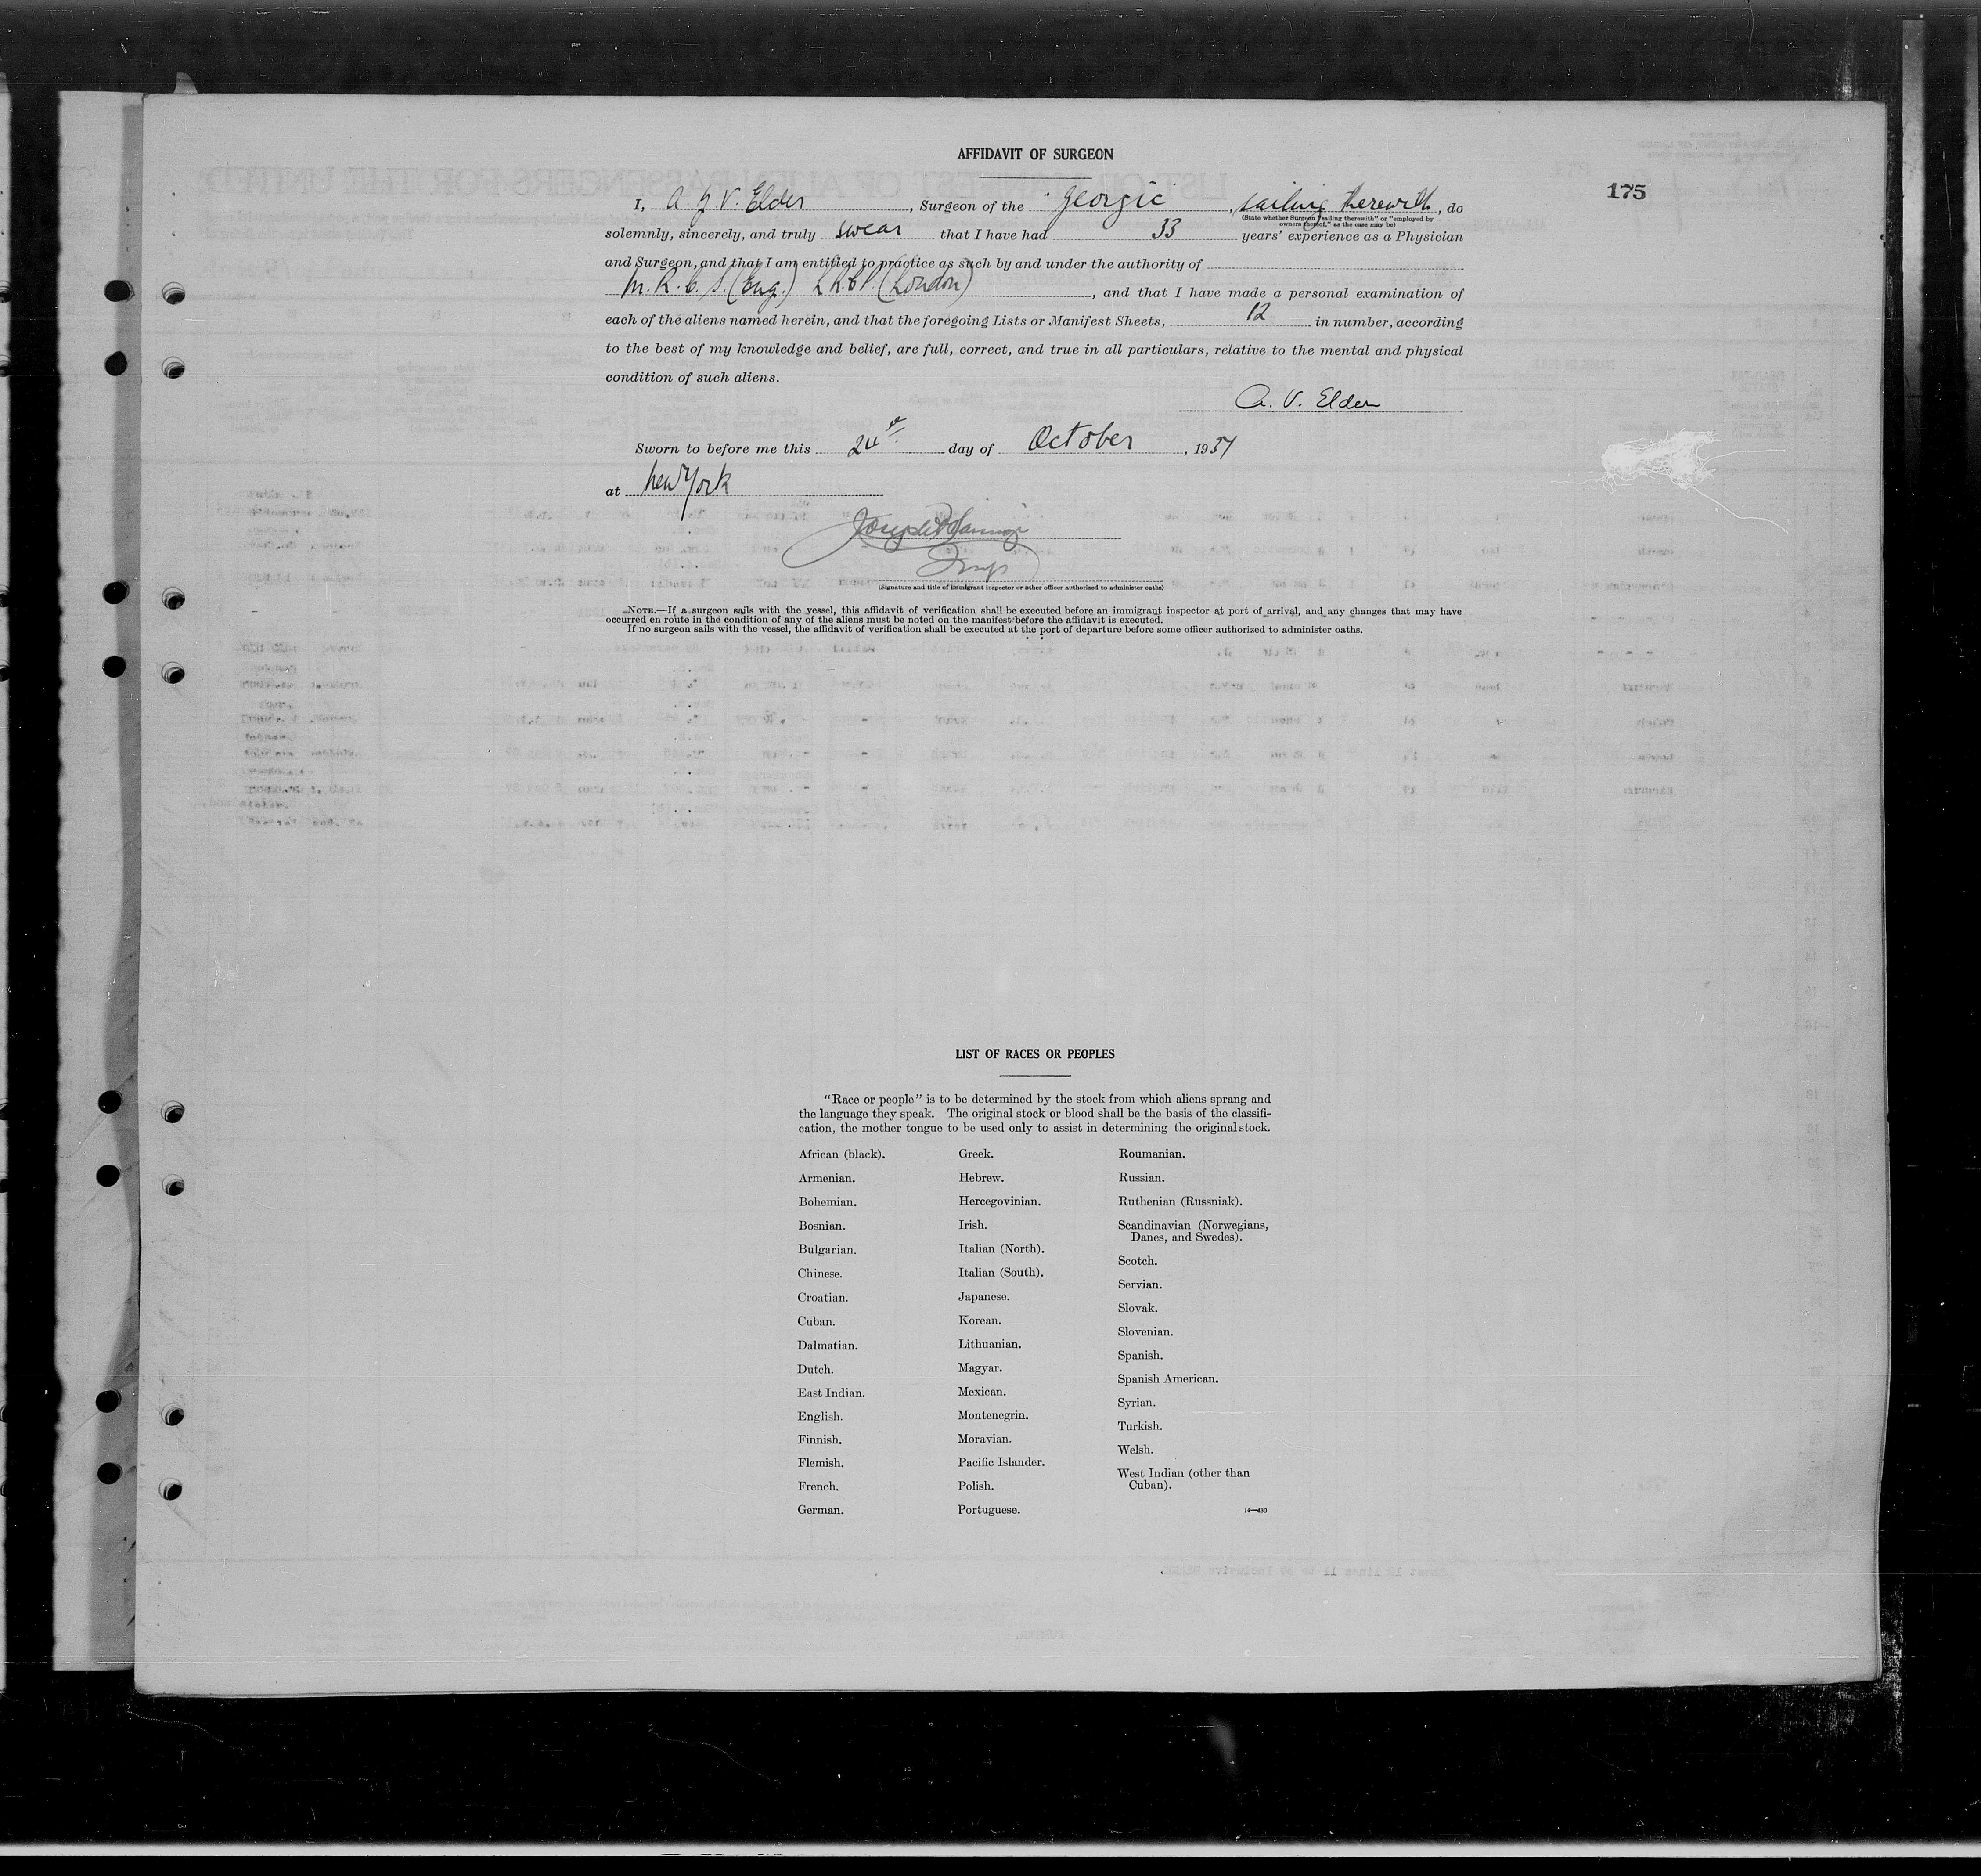 AFFIDAVIT OF SURGEON
175
I, A. J. V. Elder, Surgeon of the "Georgic, sailing therewith, do
(State whether Surgeon "sailing therewith" or "employed by
owners thereof," as the case may be)
solemnly, sincerely, and truly swear that I have had 33 years' experience as a Physician
and Surgeon, and that I am entitled to practice as such by and under the authority of
M.R.C.S. (Eng.) L.R.C.P. (London), and that I have made a personal examination of
each of the aliens named herein, and that the foregoing Lists or Manifest Sheets, 12 in number, according
to the best of my knowledge and belief, are full, correct, and true in all particulars, relative to the mental and physical
condition of such aliens.
A. V. Elder
Sworn to before me this 24th day of October, 1937
at New York
Joseph
Insp
(Signature and title of immigrant inspector or other officer authorized to administer oaths)
NOTE.—If a surgeon sails with the vessel, this affidavit of verification shall be executed before an immigrant inspector at port of arrival, and any changes that may have
occurred en route in the condition of any of the aliens must be noted on the manifest before the affidavit is executed.
If no surgeon sails with the vessel, the affidavit of verification shall be executed at the port of departure before some officer authorized to administer oaths.
LIST OF RACES OR PEOPLES
"Race or people" is to be determined by the stock from which aliens sprang and
the language they speak. The original stock or blood shall be the basis of the classifi-
cation, the mother tongue to be used only to assist in determining the original stock.
African (black).
Armenian.
Bohemian.
Bosnian.
Bulgarian.
Chinese.
Croatian.
Cuban.
Dalmatian.
Dutch.
East Indian.
English.
Finnish.
Flemish.
French.
German.
Greek.
Hebrew.
Hercegovinian.
Irish.
Italian (North).
Italian (South).
Japanese.
Korean.
Lithuanian.
Magyar.
Mexican.
Montenegrin.
Moravian.
Pacific Islander.
Polish.
Portuguese.
Roumanian.
Russian.
Ruthenian (Russniak).
Scandinavian (Norwegians,
Danes, and Swedes).
Scotch.
Servian.
Slovak.
Slovenian.
Spanish.
Spanish American.
Syrian.
Turkish.
Welsh.
West Indian (other than
Cuban).
14—430